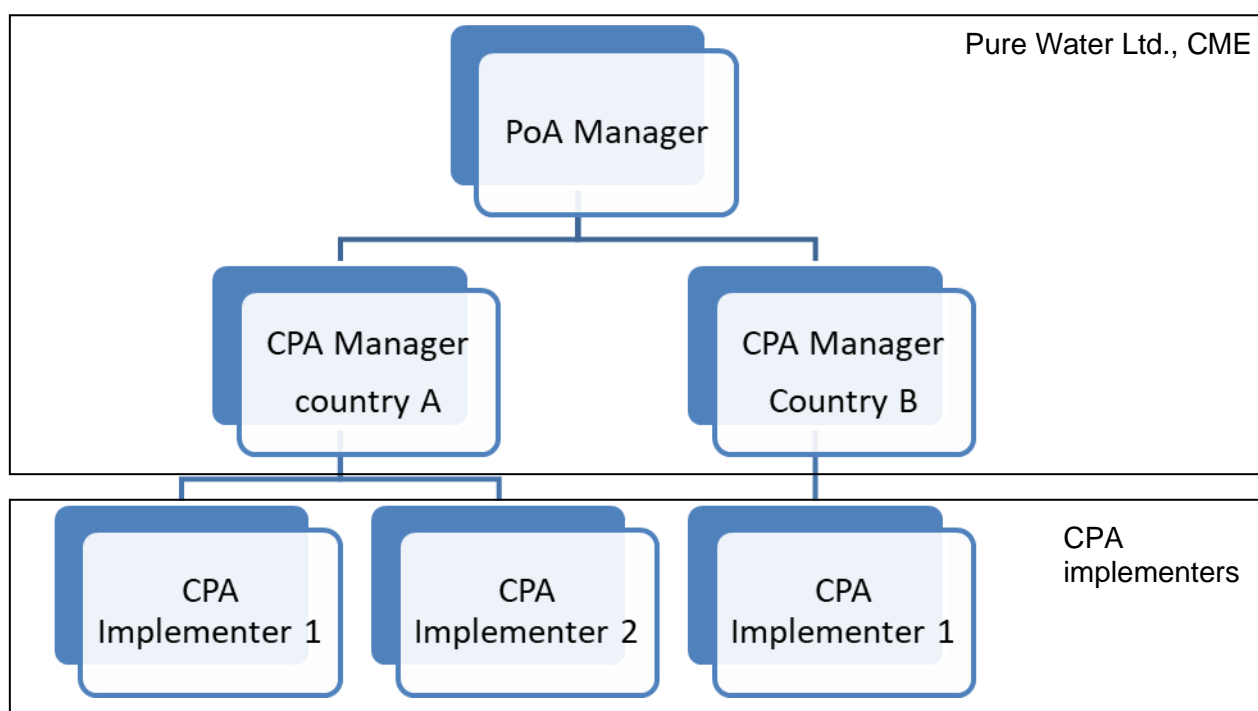 Pure Water Ltd., CME
PoA Manager
CPA Manager
country A
CPA Manager
Country B
CPA
Implementer 1
CPA
Implementer 2
CPA
Implementer 1
CPA
implementers